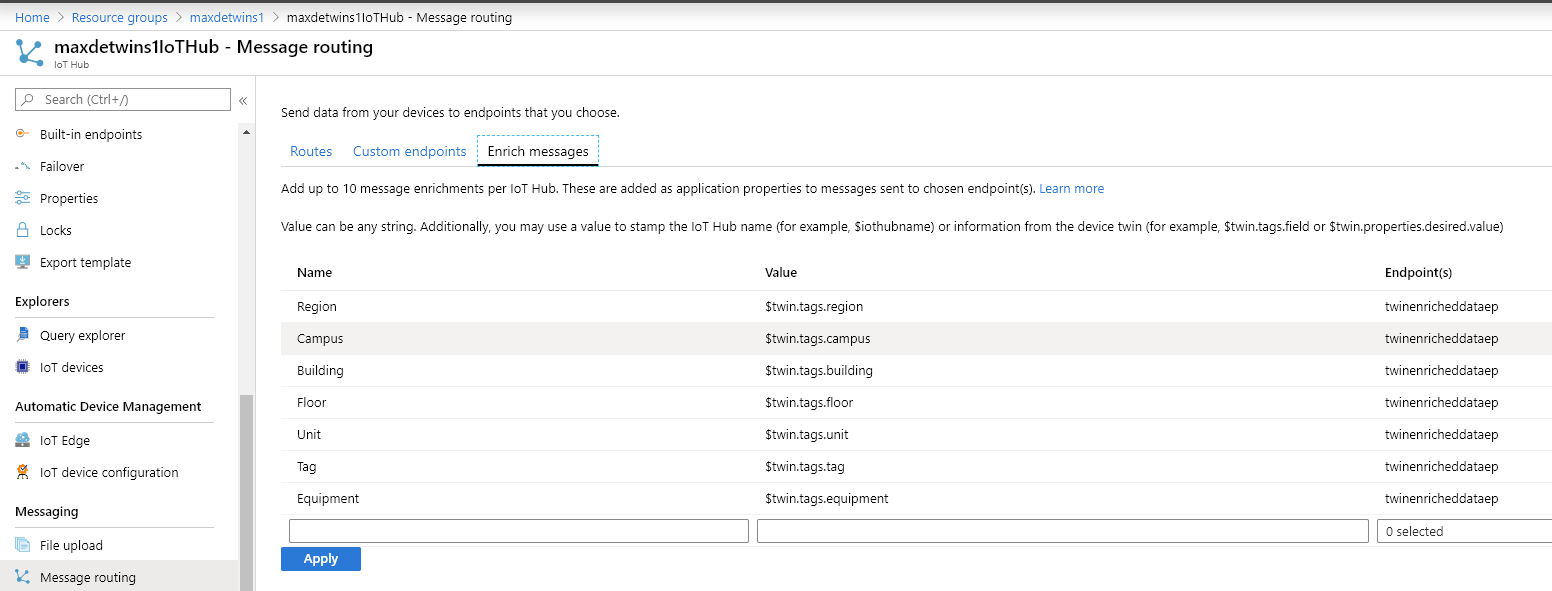 Home > Resource groups > maxdetwins1 > maxdetwins1IoTHub - Message routing
maxdetwins1IoTHub - Message routing
IoT Hub
Search (Ctrl+/)
«
Built-in endpoints
Failover
Properties
Locks
Export template
Explorers
Query explorer
IoT devices
Automatic Device Management
IoT Edge
IoT device configuration
Messaging
File upload
Message routing
Send data from your devices to endpoints that you choose.
Routes Custom endpoints Enrich messages
Add up to 10 message enrichments per IoT Hub. These are added as application properties to messages sent to chosen endpoint(s). Learn more
Value can be any string. Additionally, you may use a value to stamp the IoT Hub name (for example, $iothubname) or information from the device twin (for example, $twin.tags.field or $twin.properties.desired.value)
Name Value Endpoint(s)
Region $twin.tags.region twinenricheddataep
Campus $twin.tags.campus twinenricheddataep
Building $twin.tags.building twinenricheddataep
Floor $twin.tags.floor twinenricheddataep
Unit $twin.tags.unit twinenricheddataep
Tag $twin.tags.tag twinenricheddataep
Equipment $twin.tags.equipment twinenricheddataep
0 selected
Apply